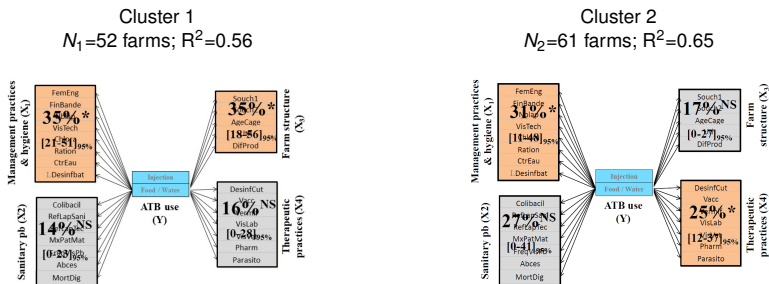 Cluster 1
N₁=52 farms; R²=0.56
Management practices & hygiene (X₁)
FemEng
FinBande
35%*
VisTech
Ration
[21-51]95%
CtrEau
Desinfbat
Souch1
35%*
AgeCage
[18-56]95%
DifProd
Farm structure (X₃)
Injection
Food / Water
ATB use
(Y)
Sanitary pb (X2)
Colibacil
RefLapSani
14% NS
MxPatMat
[0-23]95%
Abces
MortDig
DesinfCut
Vacc
16% NS
VisLab
[0-28]95%
Pharm
Parasito
Therapeutic practices (X4)
Cluster 2
N₂=61 farms; R²=0.65
Management practices & hygiene (X₁)
FemEng
FinBande
31%*
VisTech
[11-48]95%
Ration
CtrEau
Desinfbat
Souch1
17% NS
AgeCage
[0-27]95%
DifProd
Farm structure (X₃)
Injection
Food / Water
ATB use
(Y)
Sanitary pb (X2)
Colibacil
RefLapSani
27% NS
RefLapTec
MxPatMat
[0-41]95%
FreqVisPb
Abces
MortDig
DesinfCut
Vacc
25%*
VisLab
[12-37]95%
Pharm
Parasito
Therapeutic practices (X4)